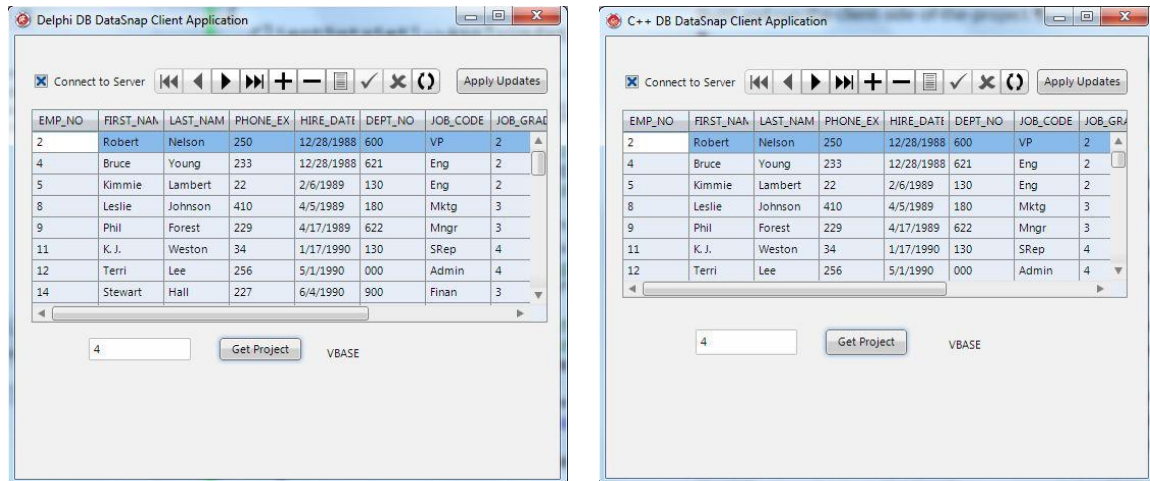 Delphi DB DataSnap Client Application
Connect to Server Apply Updates
EMP_NO FIRST_NAM LAST_NAM PHONE_EX HIRE_DATE DEPT_NO JOB_CODE JOB_GRAD
2 Robert Nelson 250 12/28/1988 600 VP 2
4 Bruce Young 233 12/28/1988 621 Eng 2
5 Kimmie Lambert 22 2/6/1989 130 Eng 2
8 Leslie Johnson 410 4/5/1989 180 Mktg 3
9 Phil Forest 229 4/17/1989 622 Mngr 3
11 K. J. Weston 34 1/17/1990 130 SRep 4
12 Terri Lee 256 5/1/1990 000 Admin 4
14 Stewart Hall 227 6/4/1990 900 Finan 3
4 Get Project VBASE
C++ DB DataSnap Client Application
Connect to Server Apply Updates
EMP_NO FIRST_NAM LAST_NAM PHONE_EX HIRE_DATE DEPT_NO JOB_CODE JOB_GRA
2 Robert Nelson 250 12/28/1988 600 VP 2
4 Bruce Young 233 12/28/1988 621 Eng 2
5 Kimmie Lambert 22 2/6/1989 130 Eng 2
8 Leslie Johnson 410 4/5/1989 180 Mktg 3
9 Phil Forest 229 4/17/1989 622 Mngr 3
11 K. J. Weston 34 1/17/1990 130 SRep 4
12 Terri Lee 256 5/1/1990 000 Admin 4
4 Get Project VBASE